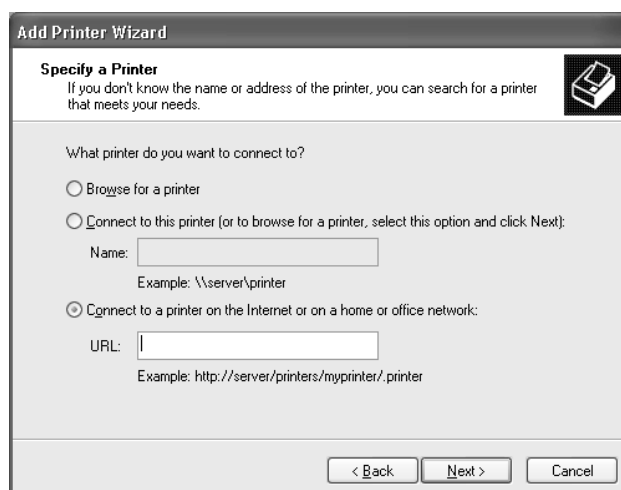 Add Printer Wizard
Specify a Printer
If you don't know the name or address of the printer, you can search for a printer
that meets your needs.
What printer do you want to connect to?
Browse for a printer
Connect to this printer (or to browse for a printer, select this option and click Next):
Name:
Example: \\server\printer
Connect to a printer on the Internet or on a home or office network:
URL:
Example: http://server/printers/myprinter/.printer
< Back
Next >
Cancel